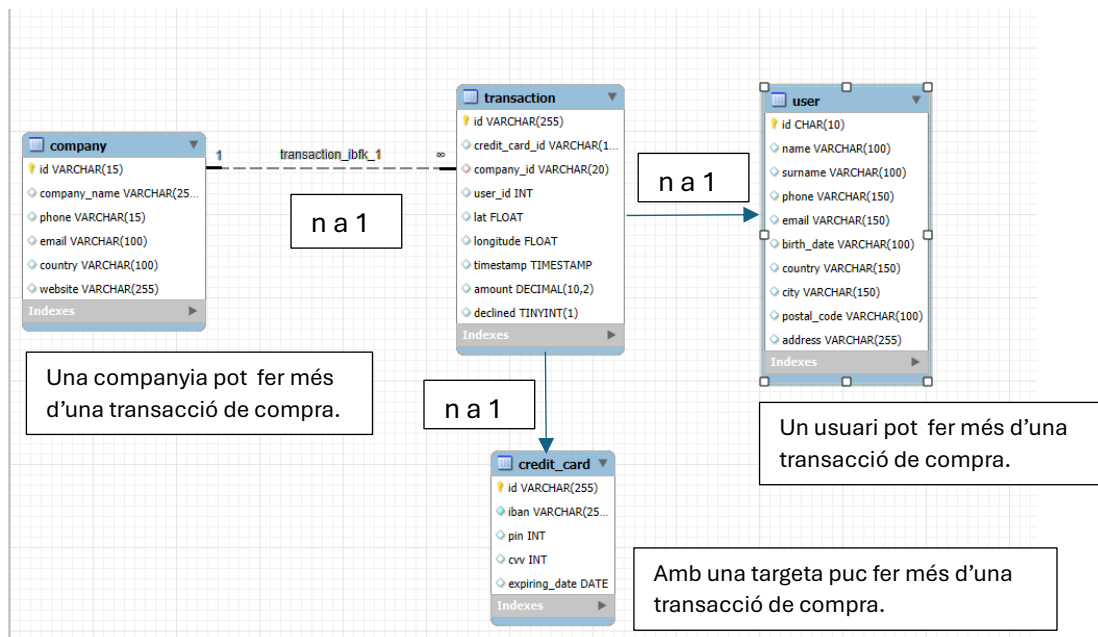 company
id VARCHAR(15)
company_name VARCHAR(25...
phone VARCHAR(15)
email VARCHAR(100)
country VARCHAR(100)
website VARCHAR(255)
Indexes
1
transaction_ibfk_1
∞
n a 1
transaction
id VARCHAR(255)
credit_card_id VARCHAR(1...
company_id VARCHAR(20)
user_id INT
lat FLOAT
longitude FLOAT
timestamp TIMESTAMP
amount DECIMAL(10,2)
declined TINYINT(1)
Indexes
n a 1
user
id CHAR(10)
name VARCHAR(100)
surname VARCHAR(100)
phone VARCHAR(150)
email VARCHAR(150)
birth_date VARCHAR(100)
country VARCHAR(150)
city VARCHAR(150)
postal_code VARCHAR(100)
address VARCHAR(255)
Indexes
Una companyia pot fer més
d’una transacció de compra.
n a 1
Un usuari pot fer més d’una
transacció de compra.
credit_card
id VARCHAR(255)
iban VARCHAR(25...
pin INT
cvv INT
expiring_date DATE
Indexes
Amb una targeta puc fer més d’una
transacció de compra.